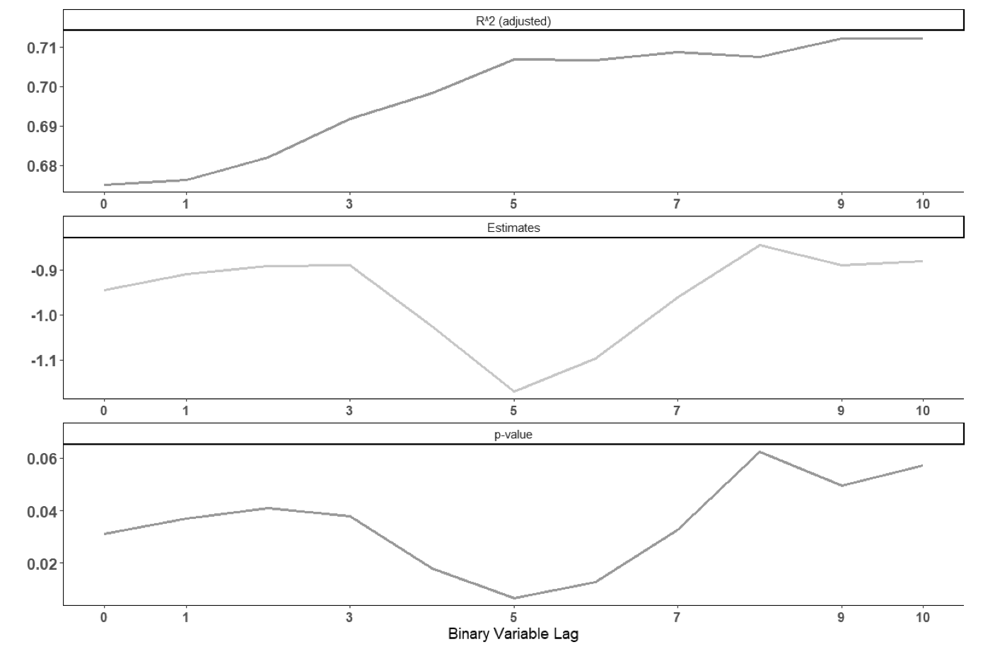 R^2 (adjusted)
0.71
0.70
0.69
0.68
0 1 3 5 7 9 10
Estimates
-0.9
-1.0
-1.1
0 1 3 5 7 9 10
p-value
0.06
0.04
0.02
0 1 3 5 7 9 10
Binary Variable Lag